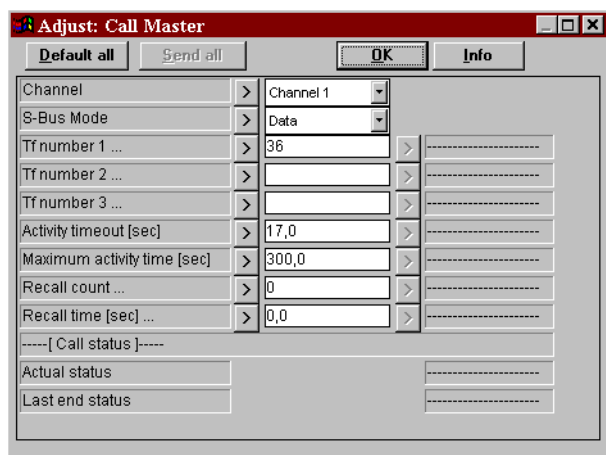 Adjust: Call Master
Default all Send all OK Info
Channel > Channel 1
S-Bus Mode > Data
Tf number 1 ... > 36 > ----------------------
Tf number 2 ... > > ----------------------
Tf number 3 ... > > ----------------------
Activity timeout [sec] > 17,0 > ----------------------
Maximum activity time [sec] > 300,0 > ----------------------
Recall count ... > 0 > ----------------------
Recall time [sec] ... > 0,0 > ----------------------
-----[ Call status ]-----
Actual status ----------------------
Last end status ----------------------